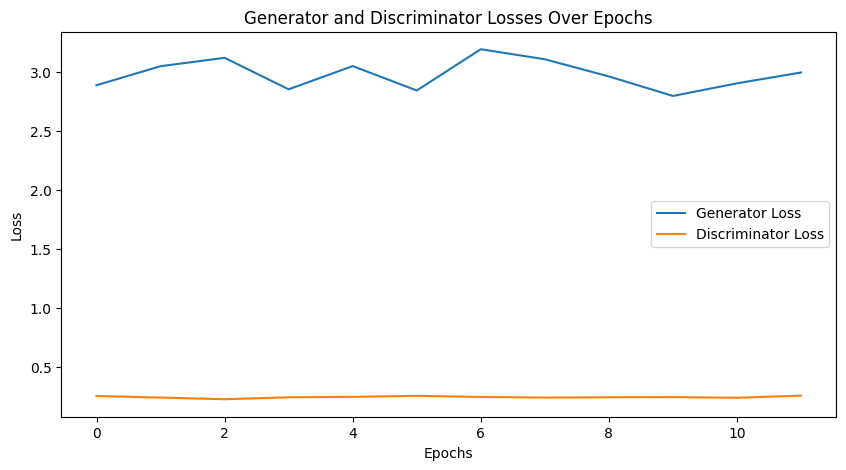 Generator and Discriminator Losses Over Epochs
3.0
2.5
2.0
1.5
1.0
0.5
Loss
Generator Loss
Discriminator Loss
0 2 4 6 8 10
Epochs